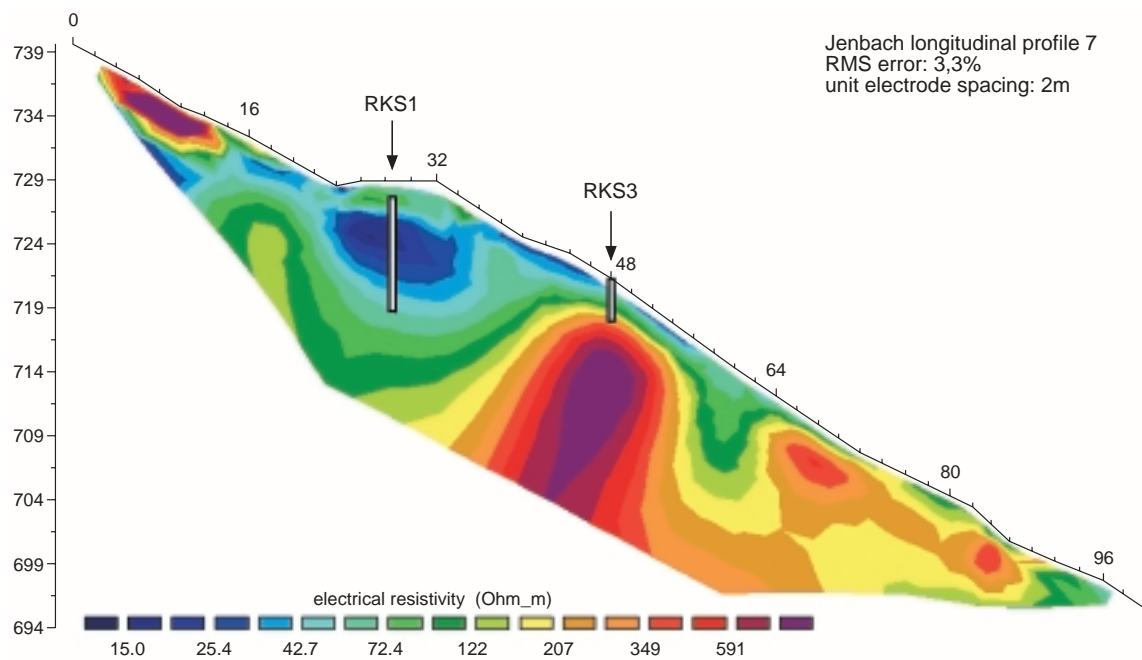 0
Jenbach longitudinal profile 7
RMS error: 3,3%
unit electrode spacing: 2m
739
734
729
724
719
714
709
704
699
694
16
RKS1
32
RKS3
48
64
80
96
electrical resistivity (Ohm_m)
15.0 25.4 42.7 72.4 122 207 349 591